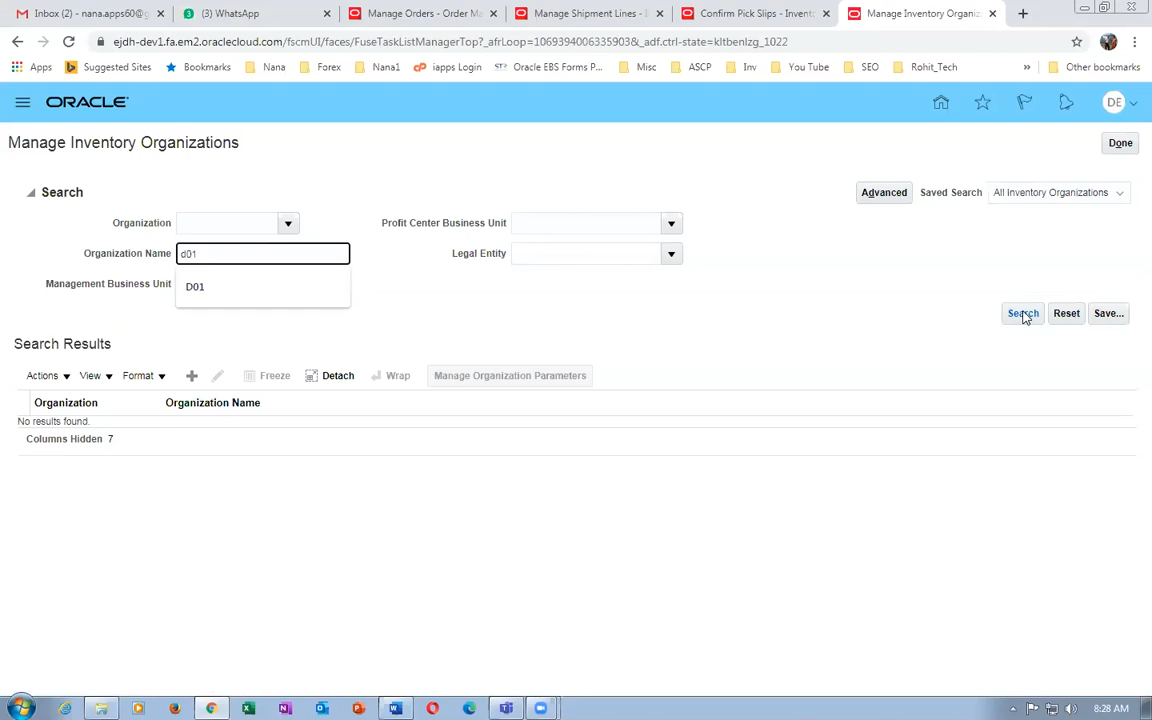 Inbox (2) - nana.apps60@g
(3) WhatsApp
Manage Orders - Order Ma
Manage Shipment Lines - I
Confirm Pick Slips - Invento
Manage Inventory Organiz
ejdh-dev1.fa.em2.oraclecloud.com/fscmUI/faces/FuseTaskListManagerTop?_afrLoop=10693940063359038&_adf.ctrl-state=kltbenlzg_1022
Apps
Suggested Sites
Bookmarks
Nana
Forex
Nana1
iapps Login
Oracle EBS Forms P...
Misc
ASCP
Inv
You Tube
SEO
Rohit_Tech
»
Other bookmarks
ORACLE
DE
Manage Inventory Organizations
Done
Search
Advanced
Saved Search
All Inventory Organizations
Organization
Profit Center Business Unit
Organization Name
d01
Legal Entity
Management Business Unit
D01
Search
Reset
Save...
Search Results
Actions
View
Format
Freeze
Detach
Wrap
Manage Organization Parameters
Organization
Organization Name
No results found.
Columns Hidden 7
8:28 AM